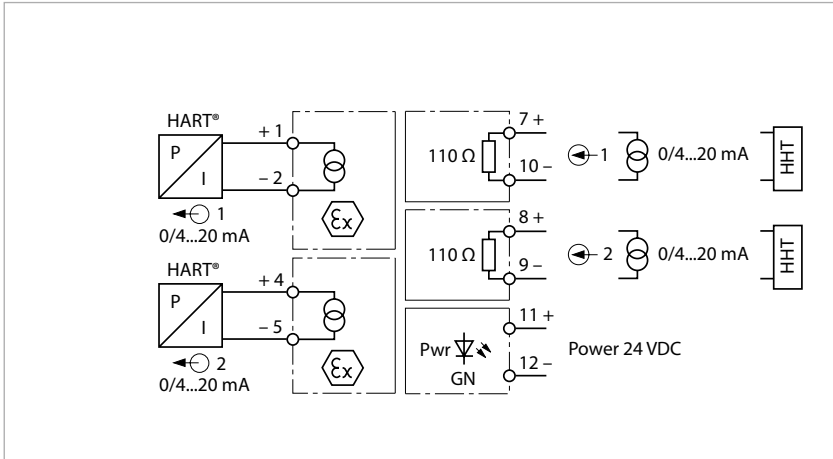 HART®
P
I
+ 1
– 2
Ɛx
1
0/4...20 mA
HART®
P
I
+ 4
– 5
Ɛx
2
0/4...20 mA
110 Ω
7 +
10 –
1
0/4...20 mA
HHT
110 Ω
8 +
9 –
2
0/4...20 mA
HHT
Pwr
GN
11 +
12 –
Power 24 VDC